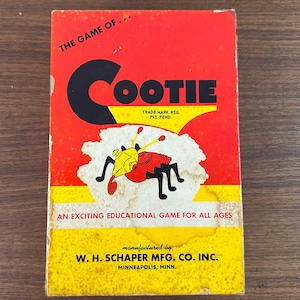 THE GAME OF...
COOTIE
TRADE MARK REG.
PAT. PEND.
AN EXCITING EDUCATIONAL GAME FOR ALL AGES
manufactured by
W. H. SCHAPER MFG. CO. INC.
MINNEAPOLIS, MINN.